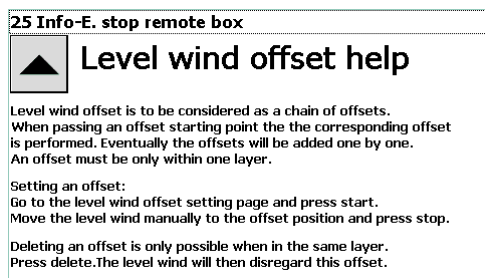 25 Info-E. stop remote box
Level wind offset help
Level wind offset is to be considered as a chain of offsets.
When passing an offset starting point the the corresponding offset
is performed. Eventually the offsets will be added one by one.
An offset must be only within one layer.
Setting an offset:
Go to the level wind offset setting page and press start.
Move the level wind manually to the offset position and press stop.
Deleting an offset is only possible when in the same layer.
Press delete.The level wind will then disregard this offset.